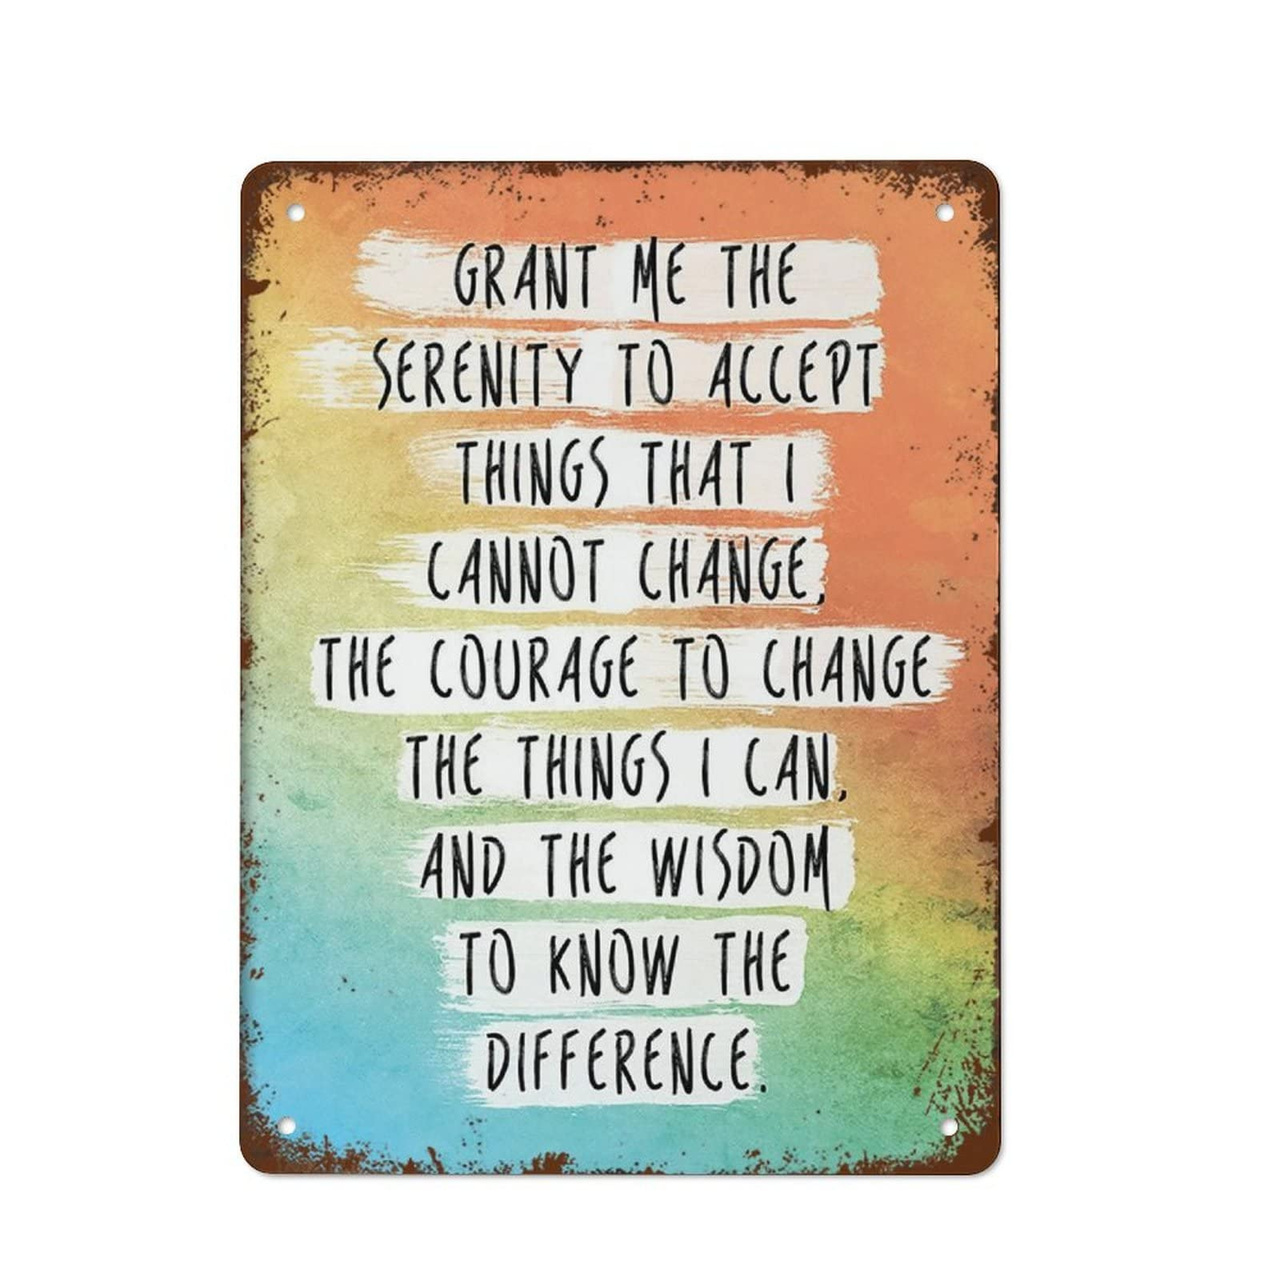 GRANT ME THE
SERENITY TO ACCEPT
THINGS THAT I
CANNOT CHANGE,
THE COURAGE TO CHANGE
THE THINGS I CAN,
AND THE WISDOM
TO KNOW THE
DIFFERENCE.